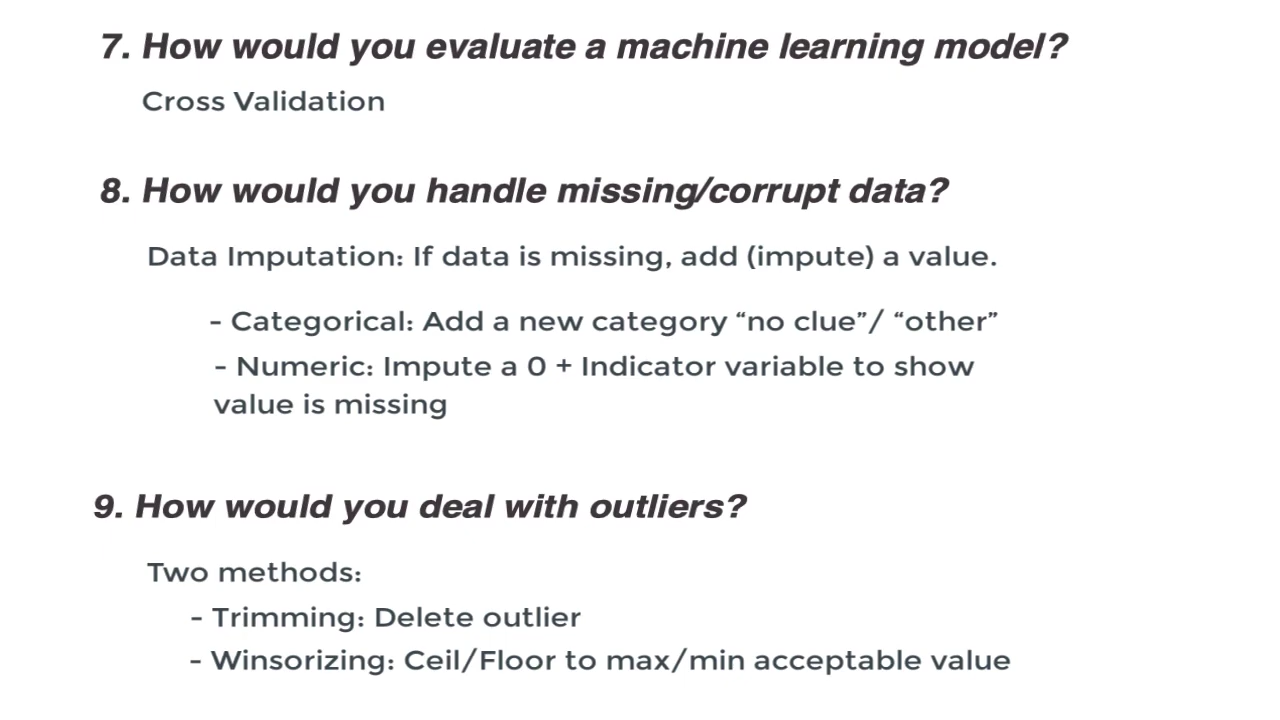 7. How would you evaluate a machine learning model?
Cross Validation
8. How would you handle missing/corrupt data?
Data Imputation: If data is missing, add (impute) a value.
- Categorical: Add a new category “no clue”/ “other”
- Numeric: Impute a 0 + Indicator variable to show
value is missing
9. How would you deal with outliers?
Two methods:
- Trimming: Delete outlier
- Winsorizing: Ceil/Floor to max/min acceptable value